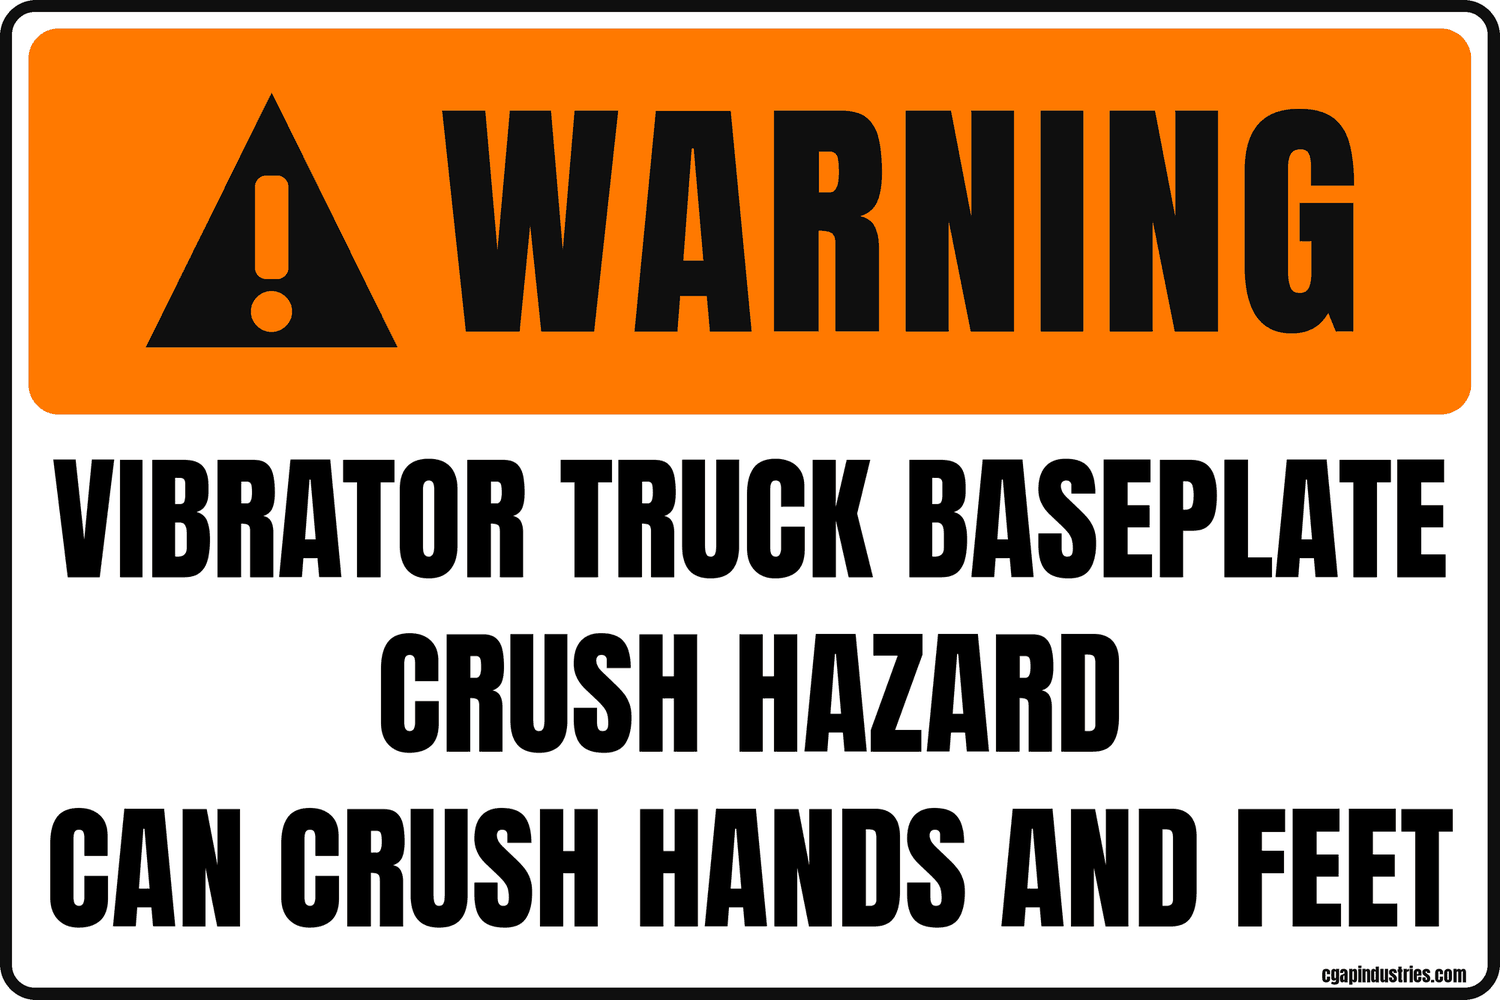 WARNING
VIBRATOR TRUCK BASEPLATE
CRUSH HAZARD
CAN CRUSH HANDS AND FEET
cgapindustries.com